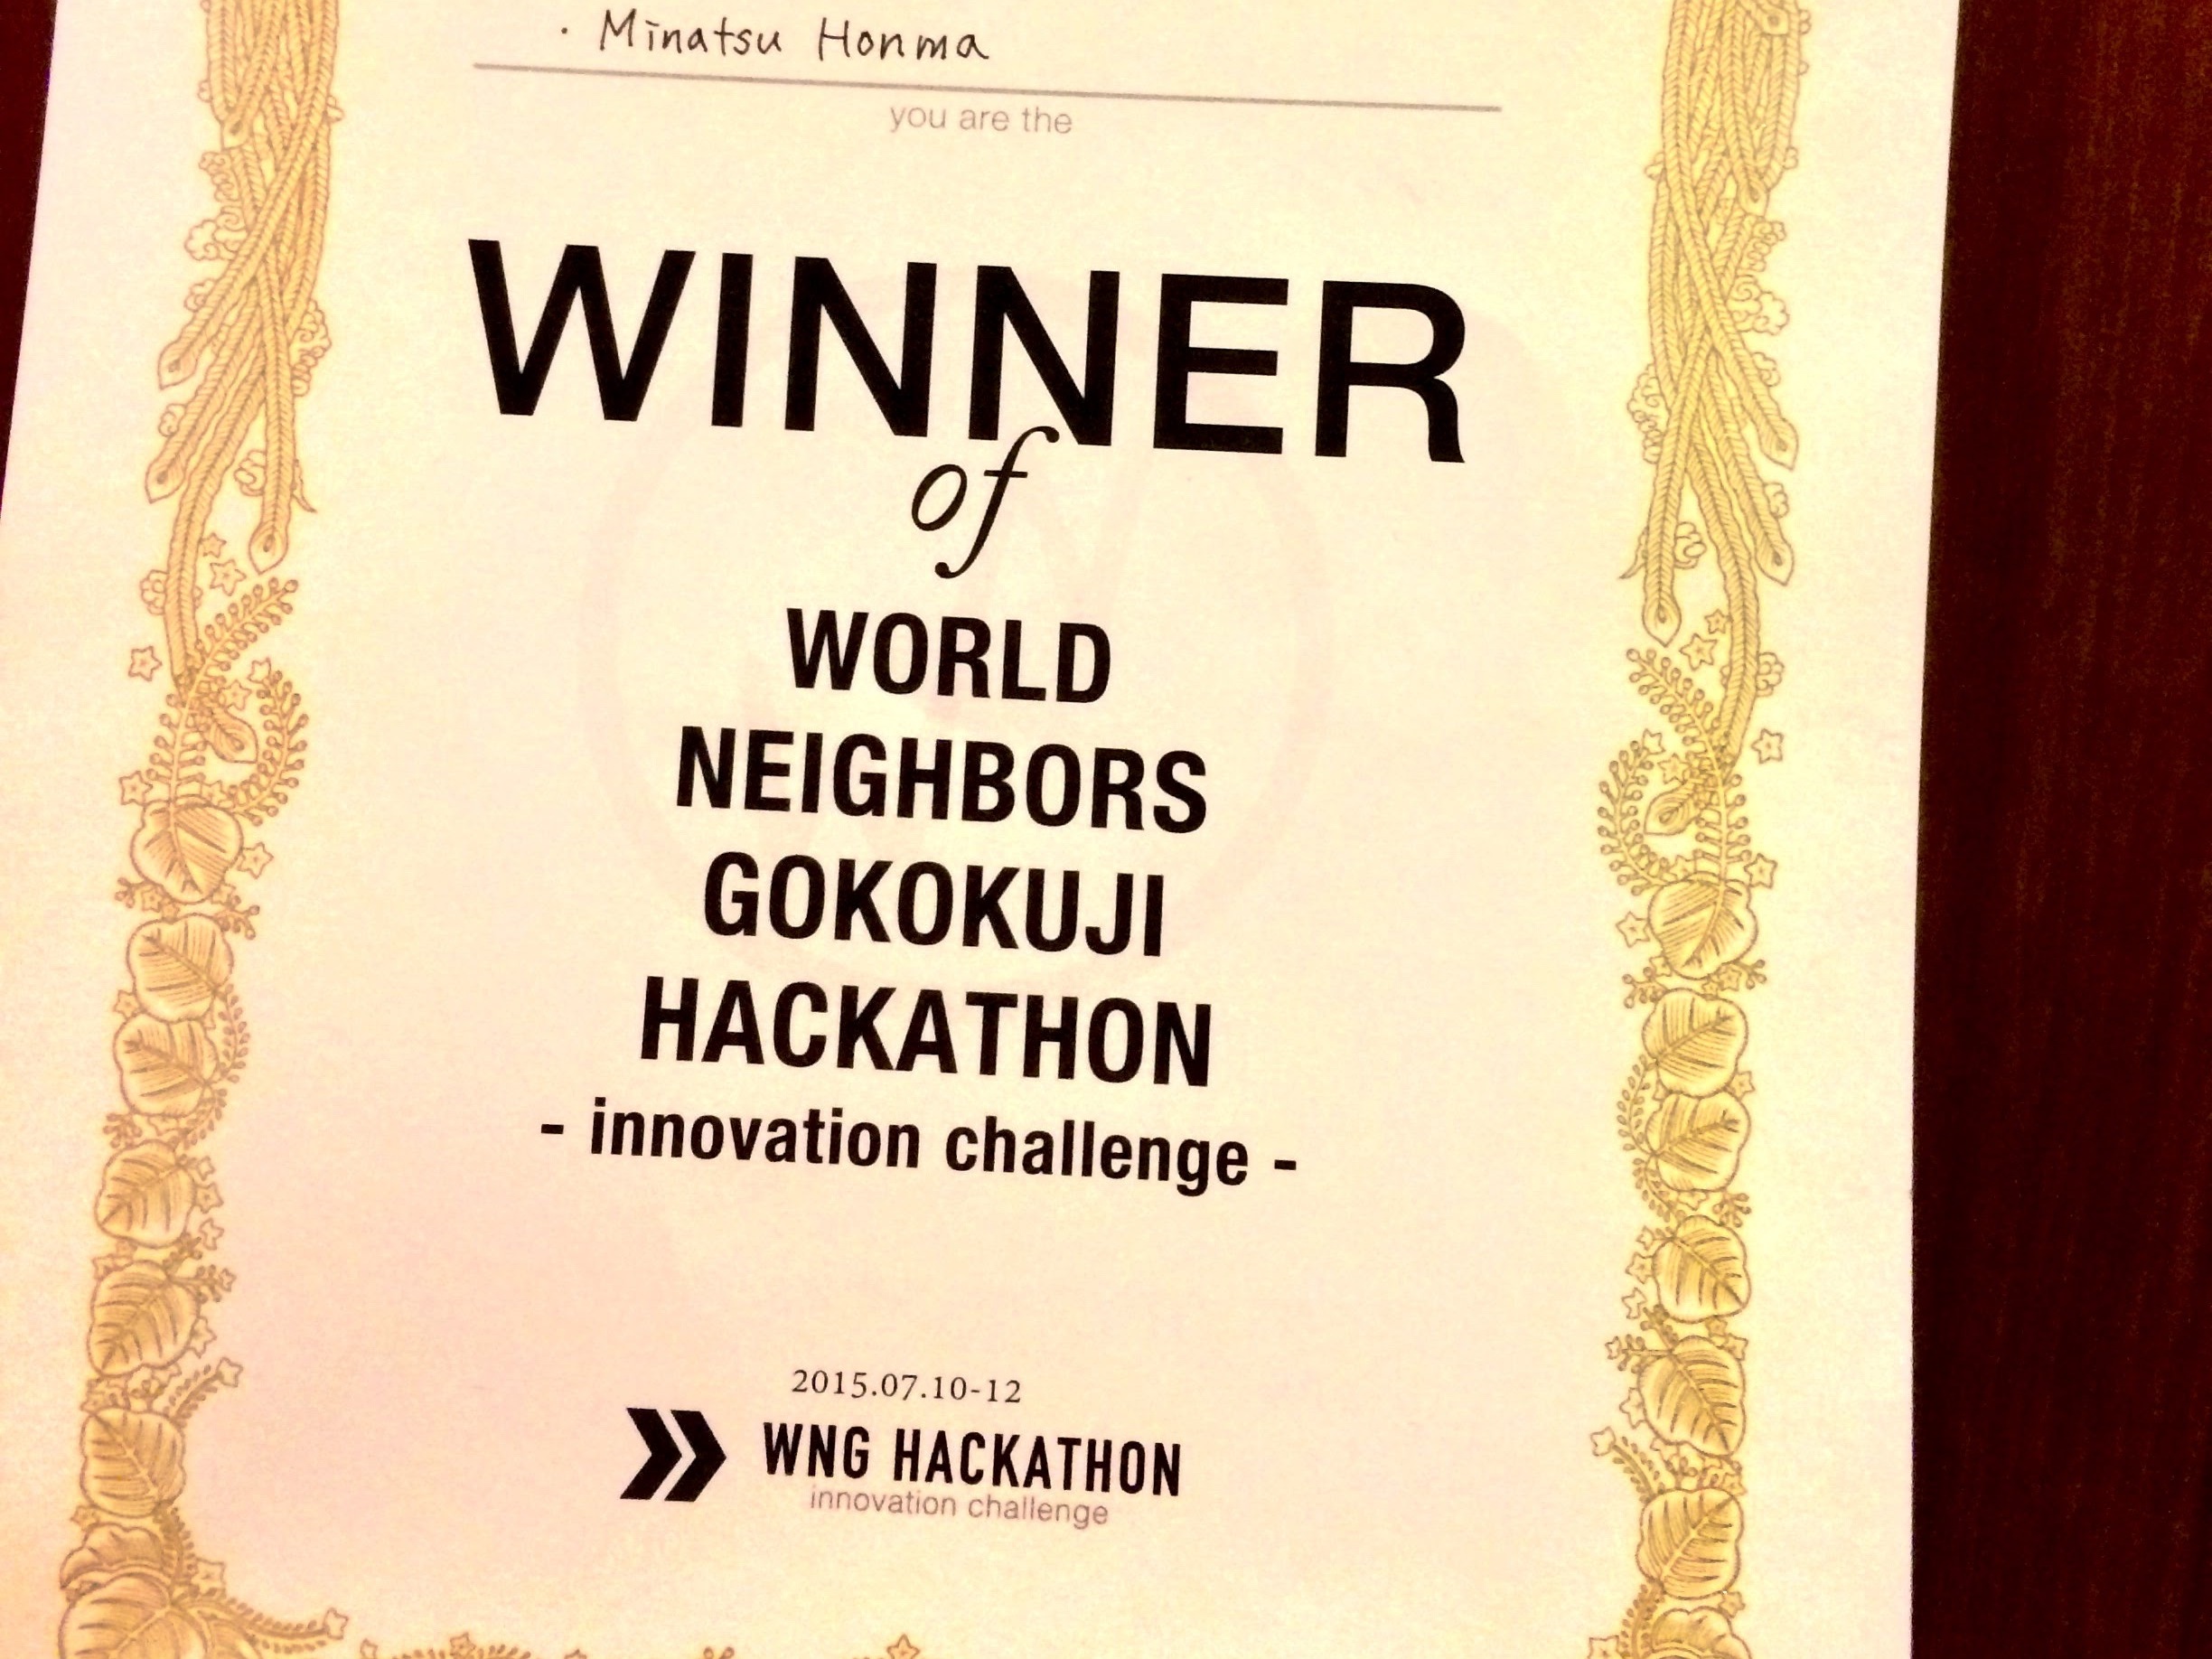 · Minatsu Honma
you are the
WINNER
of
WORLD
NEIGHBORS
GOKOKUJI
HACKATHON
- innovation challenge -
2015.07.10-12
WNG HACKATHON
innovation challenge